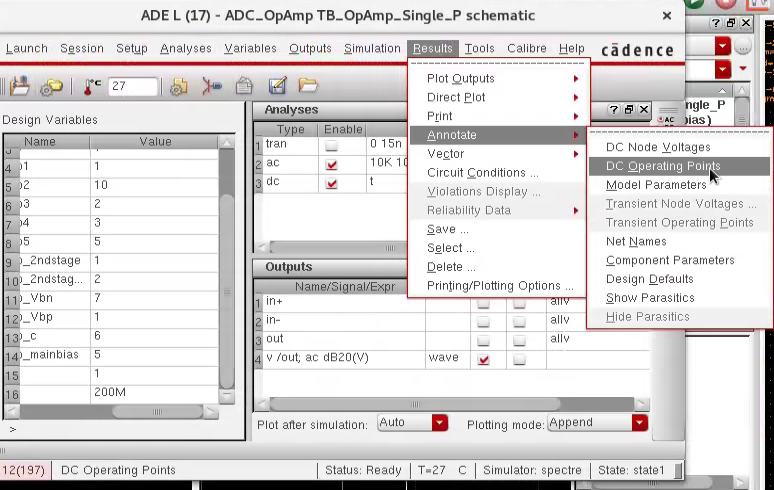 ADE L (17) - ADC_OpAmp TB_OpAmp_Single_P schematic
Launch Session Setup Analyses Variables Outputs Simulation Results Tools Calibre Help cādence
27
Design Variables
Name Value
5
4 )1 1
5 )2 10
6 )3 2
7 )4 3
8 )5 5
9 )_2ndstage 1
10 )_2ndstag... 2
11 )_Vbn 7
12 )_Vbp 1
13 )_c 6
14 )_mainbias 5
15 1
16 200M
>
Analyses
Type Enable
1 tran 0 15n
2 ac 10K 10
3 dc t
Outputs
Name/Signal/Expr
1 in+ allv
2 in- allv
3 out allv
4 v /out; ac dB20(V) wave
Plot after simulation: Auto Plotting mode: Append
Plot Outputs
Direct Plot
Print
Annotate
Vector
Circuit Conditions ...
Violations Display ...
Reliability Data
Save ...
Select ...
Delete ...
Printing/Plotting Options ...
DC Node Voltages
DC Operating Points
Model Parameters
Transient Node Voltages ...
Transient Operating Points
Net Names
Component Parameters
Design Defaults
Show Parasitics
Hide Parasitics
ngle_P
ias)
AC
12(197) DC Operating Points Status: Ready T=27 C Simulator: spectre State: state1